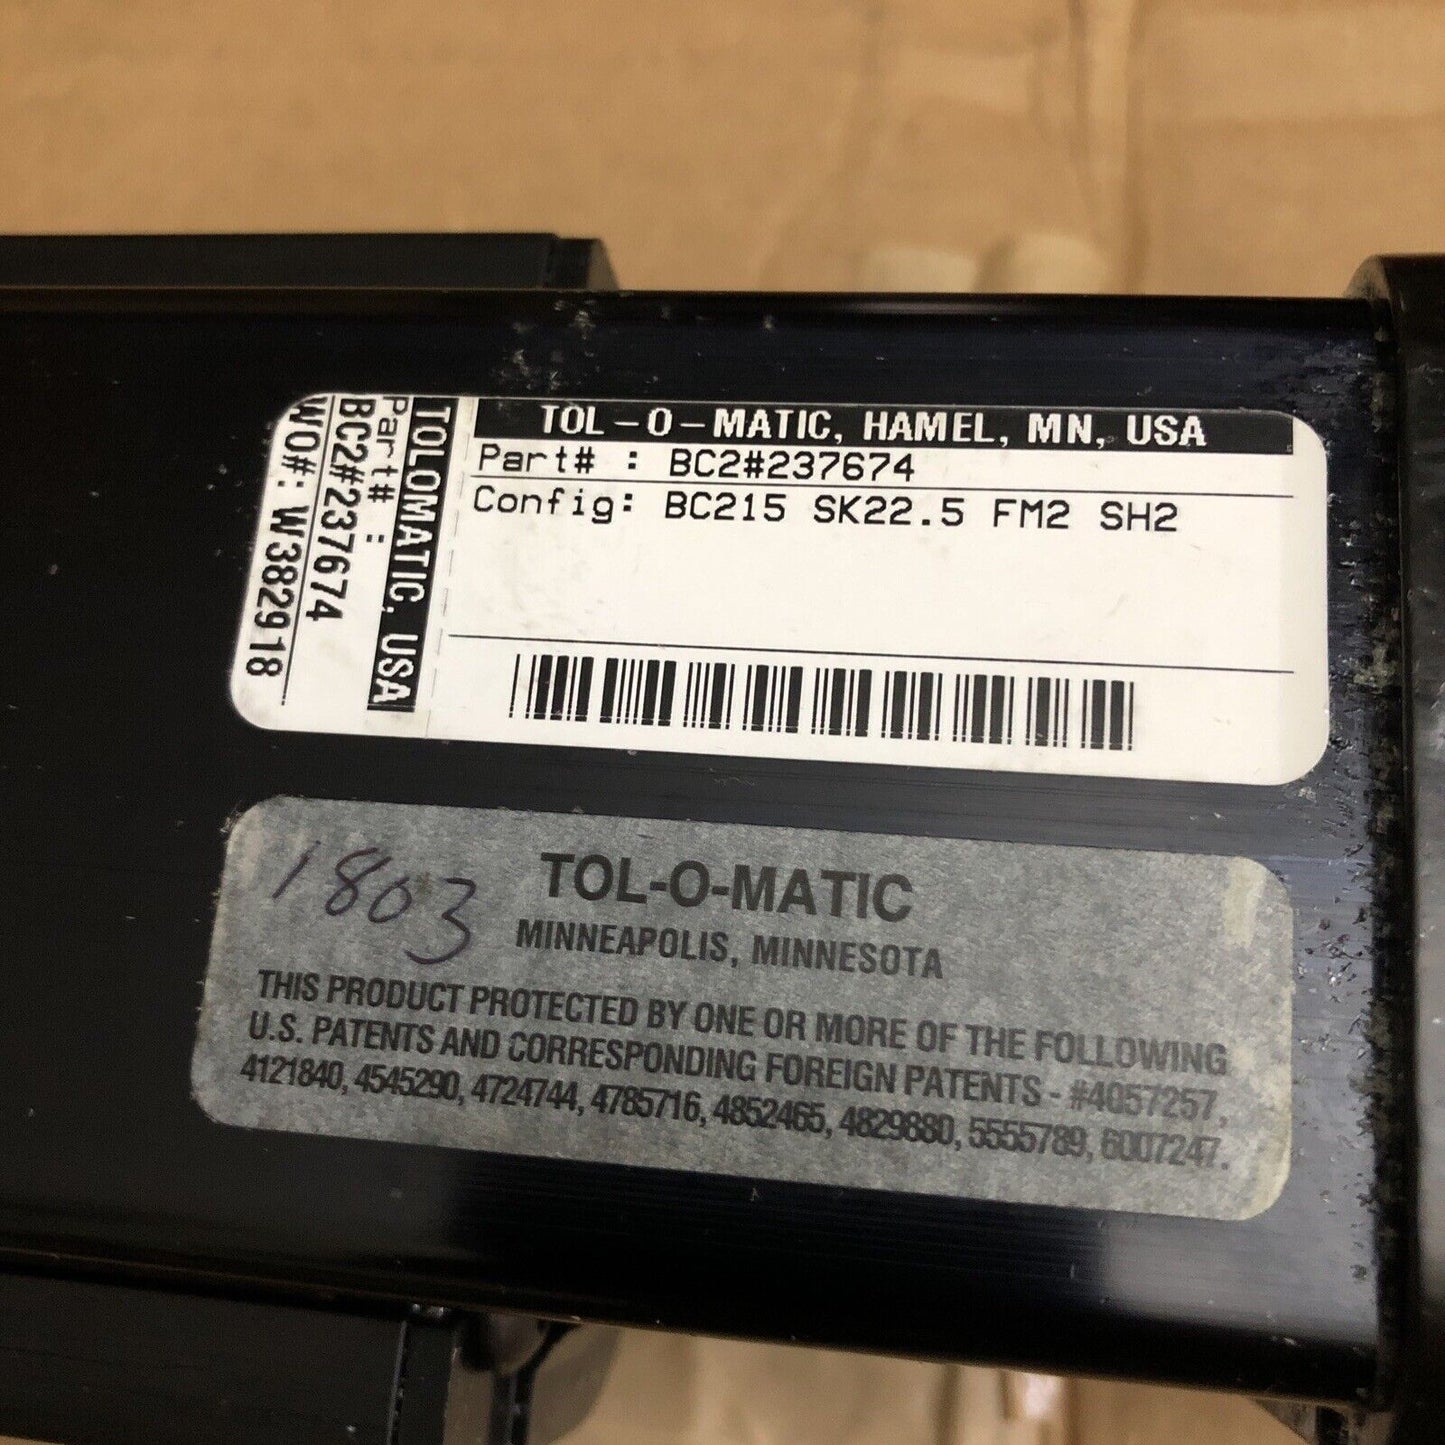 TOL-O-MATIC, HAMEL, MN, USA
Part# : BC2#237674
Config: BC215 SK22.5 FM2 SH2
TOLOMATIC, USA
Part# :
BC2#237674
WO#: W382918
1803
TOL-O-MATIC
MINNEAPOLIS, MINNESOTA
THIS PRODUCT PROTECTED BY ONE OR MORE OF THE FOLLOWING
U.S. PATENTS AND CORRESPONDING FOREIGN PATENTS - #4057257,
4121840, 4545290, 4724744, 4785716, 4852465, 4829880, 5555789, 6007247.